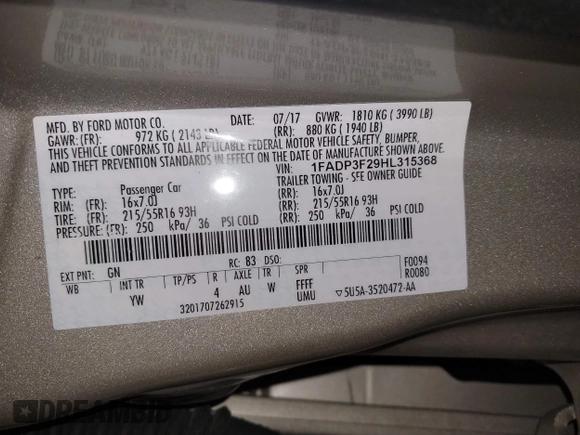 MFD. BY FORD MOTOR CO.
DATE: 07/17 GVWR: 1810 KG ( 3990 LB)
GAWR: (FR): 972 KG ( 2143 LB) (RR): 880 KG ( 1940 LB)
THIS VEHICLE CONFORMS TO ALL APPLICABLE FEDERAL MOTOR VEHICLE SAFETY, BUMPER,
AND THEFT PREVENTION STANDARDS IN EFFECT ON THE DATE OF MANUFACTURE SHOWN ABOVE.
VIN: 1FADP3F29HL315368
TYPE: Passenger Car TRAILER TOWING - SEE OWNER GUIDE
RIM: (FR): 16x7.0J (RR): 16x7.0J
TIRE: (FR): 215/55R16 93H (RR): 215/55R16 93H
PRESSURE: (FR): 250 kPa/ 36 PSI COLD (RR): 250 kPa/ 36 PSI COLD
EXT PNT: GN RC: 83 DSO: F0094
WB INT TR TP/PS R AXLE TR SPR R0080
YW 4 AU W FFFF
UMU
3201707262915 ▽5U5A-3520472-AA
DREAMBID